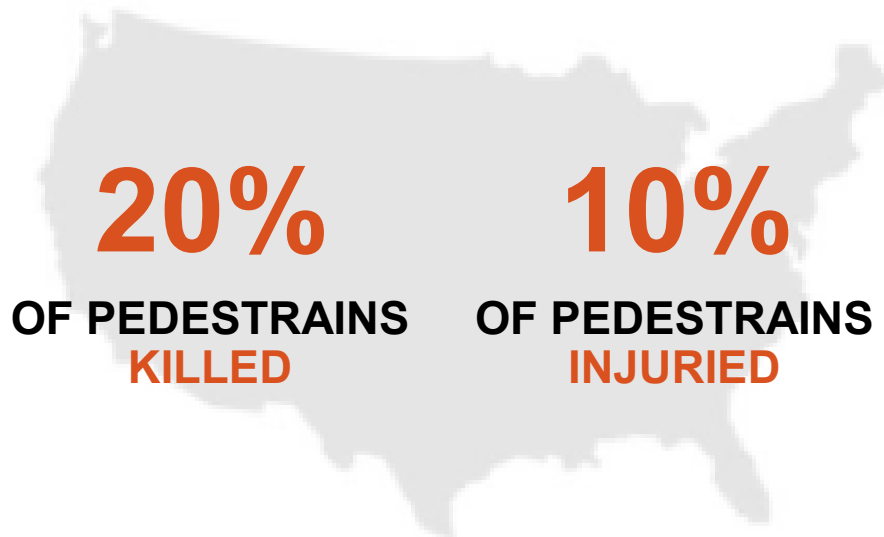 20%
OF PEDESTRAINS
KILLED
10%
OF PEDESTRAINS
INJURIED